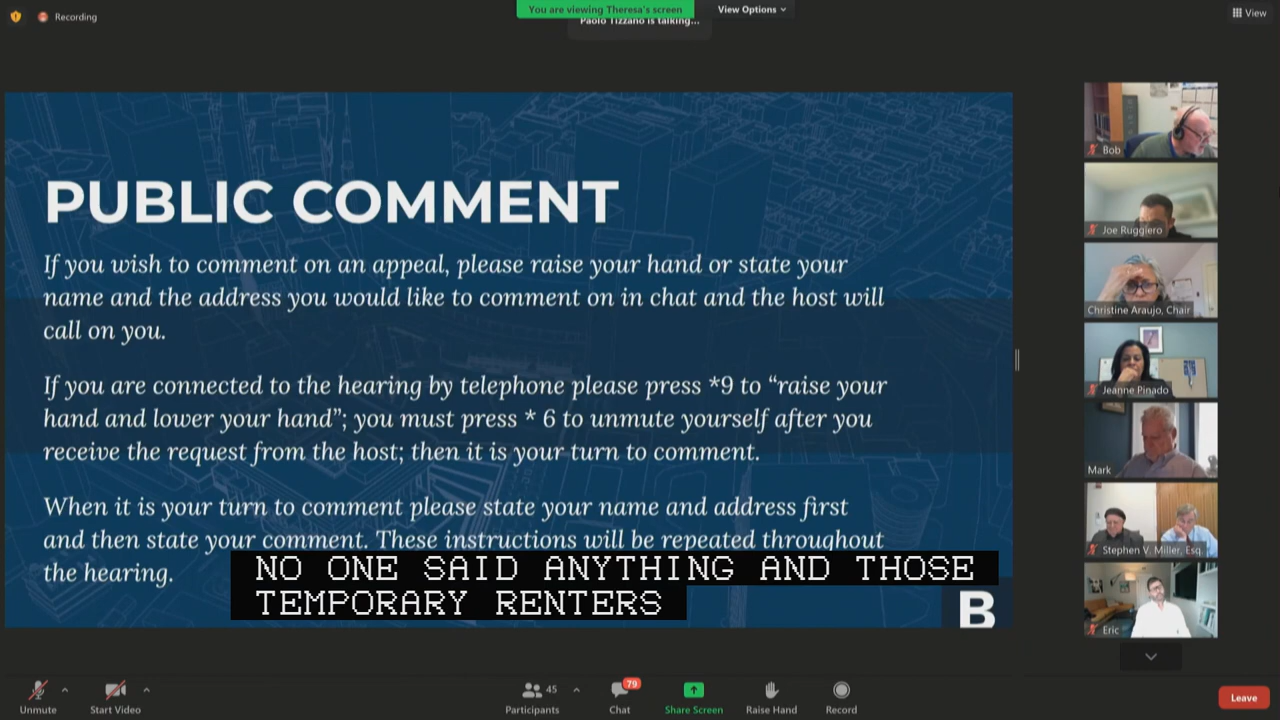 Recording
You are viewing Theresa's screen
View Options
View
Paolo Tizzano is talking...
PUBLIC COMMENT
If you wish to comment on an appeal, please raise your hand or state your
name and the address you would like to comment on in chat and the host will
call on you.
If you are connected to the hearing by telephone please press *9 to “raise your
hand and lower your hand”; you must press * 6 to unmute yourself after you
receive the request from the host; then it is your turn to comment.
When it is your turn to comment please state your name and address first
and then state your comment. These instructions will be repeated throughout
the hearing.
NO ONE SAID ANYTHING AND THOSE
TEMPORARY RENTERS
B
Bob
Joe Ruggiero
Christine Araujo, Chair
Jeanne Pinado
Mark
Stephen V. Miller, Esq.
Eric
Unmute
Start Video
45
Participants
79
Chat
Share Screen
Raise Hand
Record
Leave